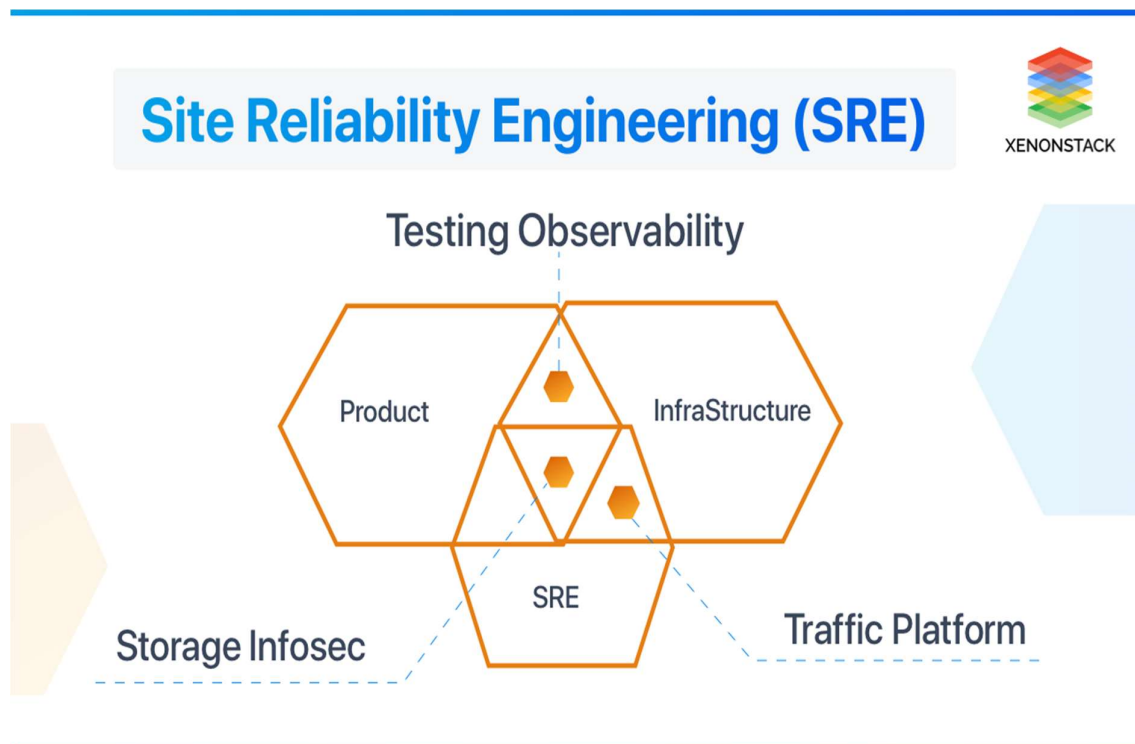 Site Reliability Engineering (SRE)
XENONSTACK
Testing Observability
Product
InfraStructure
SRE
Storage Infosec
Traffic Platform